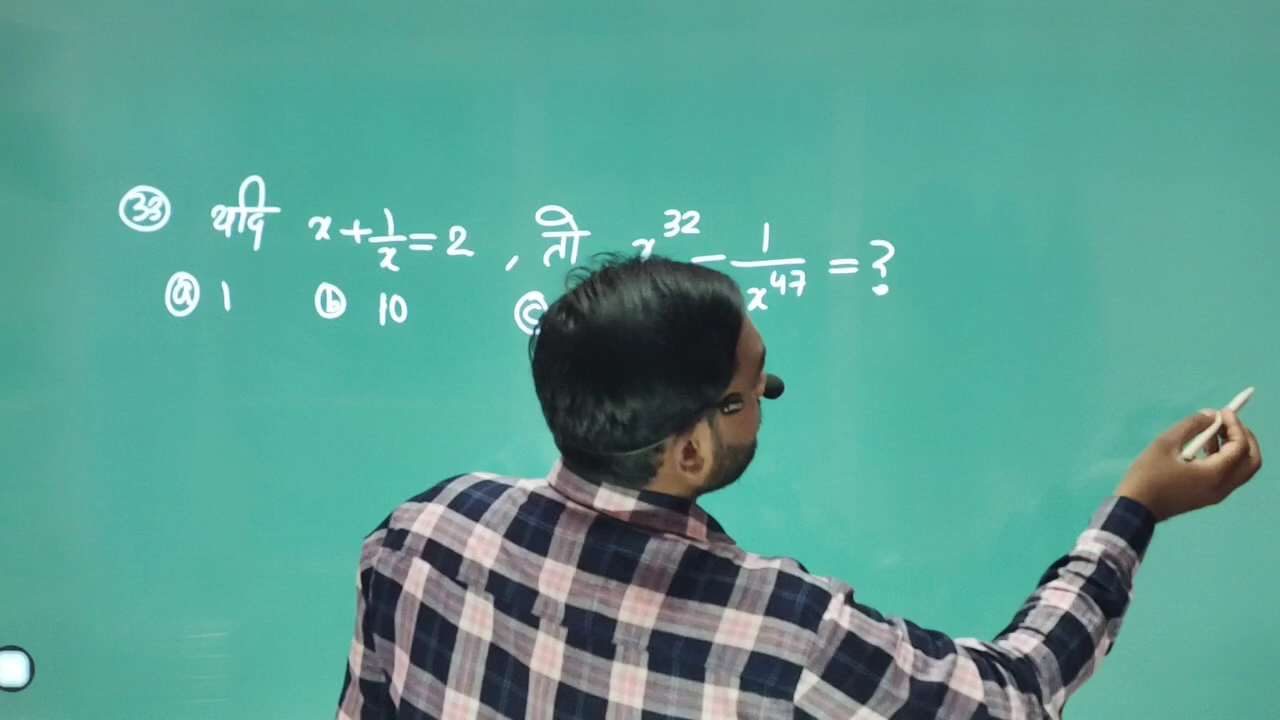 33 यदि x + 1/x = 2 , तो x^32 - 1/x^47 = ?
(a) 1 (b) 10 (c)